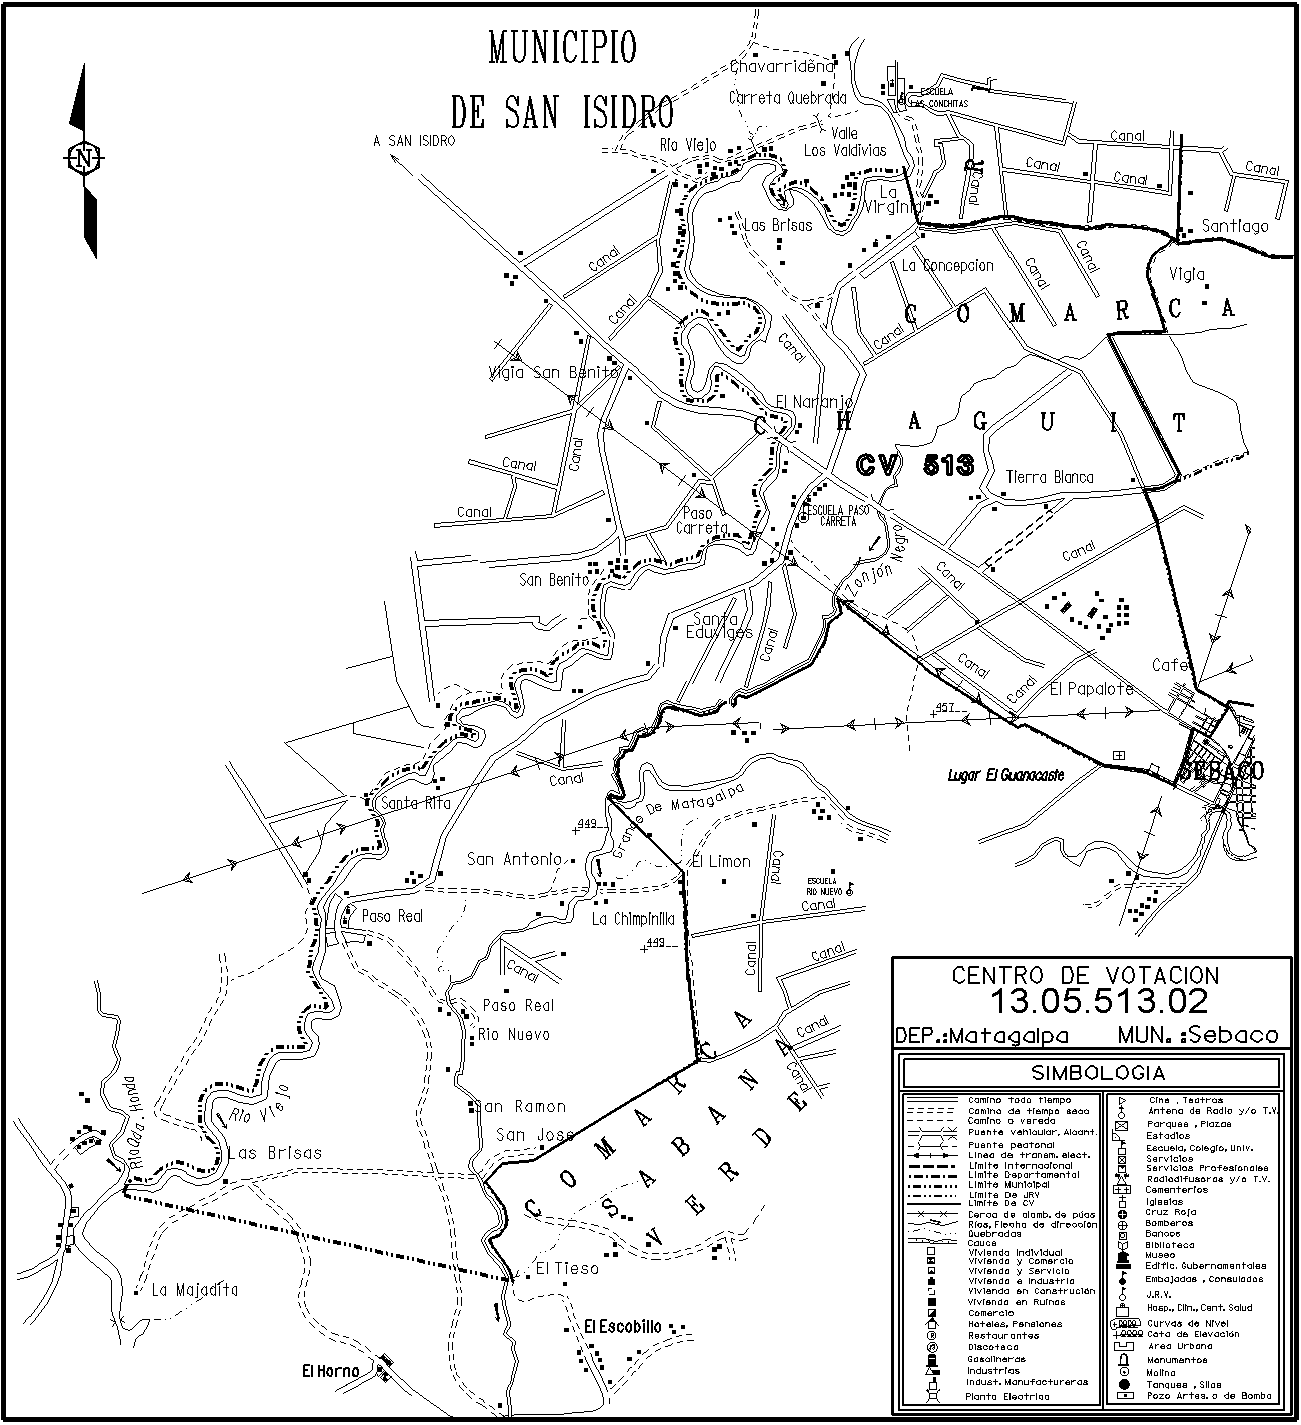 MUNICIPIO
DE SAN ISIDRO
N
A SAN ISIDRO
Chavarrideña
Carreta Quebrada
Río Viejo
Valle
Los Valdivias
ESCUELA
LAS CONCHITAS
Canal
Canal
Canal
Canal
Canal
R
La
Virginia
Las Brisas
Santiago
La Concepcion
Canal
Canal
Canal
Canal
Vigia
C O M A R C A
Canal
Canal
Vigia San Benito
El Naranjo
C H A G U I T
CV 513
Tierra Blanca
Canal
Canal
Canal
Paso
Carreta
ESCUELA PASO
CARRETA
Zonjón Negro
Canal
Canal
San Benito
Santa
Eduviges
Canal
Canal
Canal
Cafe
El Papalote
457
Lugar El Guanacaste
SEBACO
Canal
Santa Rita
Grande De Matagalpa
449
San Antonio
El Limon
Canal
ESCUELA
RIO NUEVO
Canal
La Chimpinilla
Paso Real
449
Canal
Canal
Canal
Paso Real
Rio Nuevo
Canal
Canal
San Ramon
San Jose
COMARCA
SABANA
VERDE
Río Viejo
Las Brisas
La Majadita
El Tieso
El Escobillo
El Horno
CENTRO DE VOTACION
13.05.513.02
DEP.:Matagalpa MUN. :Sebaco
SIMBOLOGIA
Camino todo tiempo
Camino de tiempo seco
Camino o vereda
Puente vehicular, Alcant.
Puente peatonal
Linea de transm. elect.
Limite Internacional
Limite Departamental
Limite Municipal
Limite De JRV
Limite De CV
Cerca de alamb. de púas
Ríos, Flecha de dirección
Quebradas
Cauce
Vivienda Individual
Vivienda y Comercio
Vivienda y Servicio
Vivienda e Industria
Vivienda en Construción
Vivienda en Ruinas
Comercio
Hoteles, Pensiones
Restaurantes
Discoteca
Gasolineras
Industrias
Indust. Manufactureras
Planta Electrica
Cine , Teatros
Antena de Radio y/o T.V.
Parques , Plazas
Estadios
Escuela, Colegio, Univ.
Servicios
Servicios Profesionales
Radiodifusoras y/o T.V.
Cementerios
Iglesias
Cruz Roja
Bomberos
Bancos
Biblioteca
Museo
Edific. Gubernamentales
Embajadas , Consulados
J.R.V.
Hosp., Clin., Cent. Salud
Curvas de Nivel
Cota de Elevación
Area Urbana
Monumentos
Molino
Tanques , Silos
Pozo Artes. o de Bomba